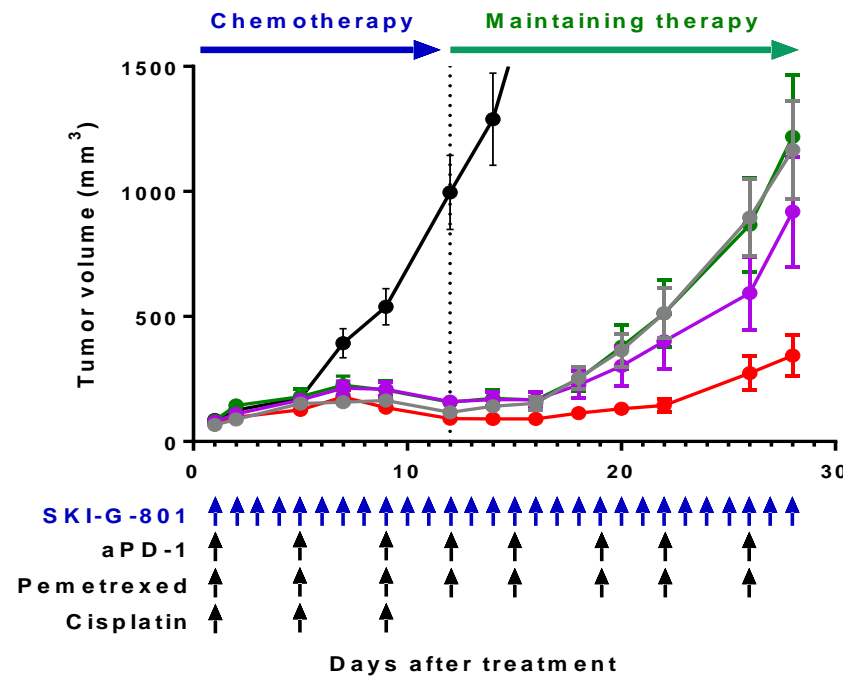 Chemotherapy Maintaining therapy
Tumor volume (mm3)
1500
1000
500
0
0 10 20 30
SKI-G-801
aPD-1
Pemetrexed
Cisplatin
Days after treatment